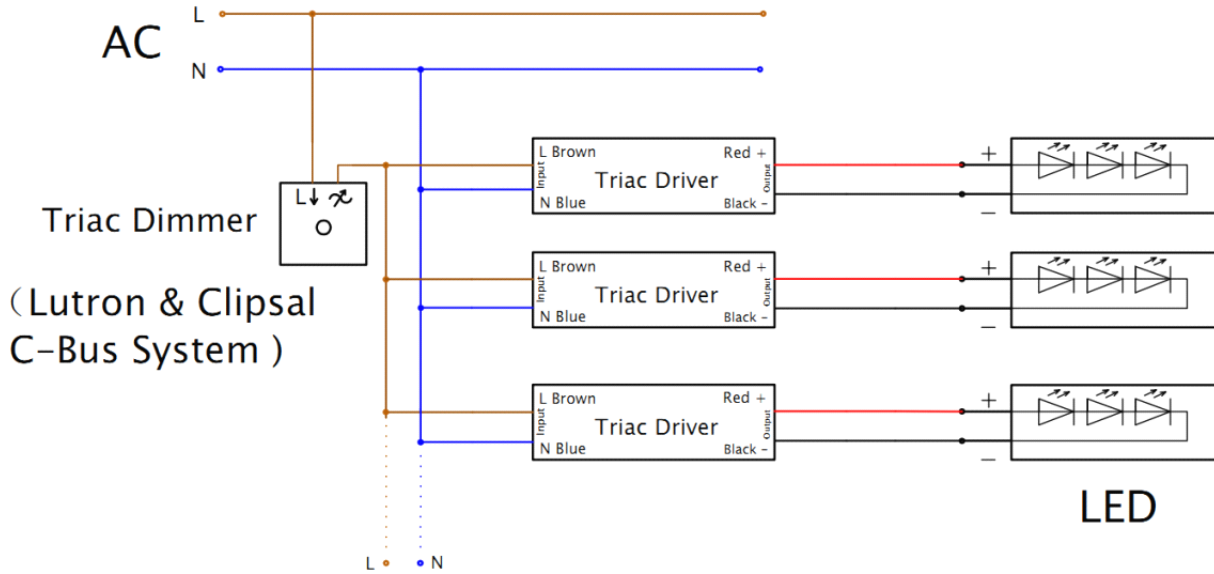 L
AC
N
L Brown
Red +
Input
Triac Driver
Output
N Blue
Black -
+
−
L
Triac Dimmer
(Lutron & Clipsal
C-Bus System )
L Brown
Red +
Input
Triac Driver
Output
N Blue
Black -
+
−
L Brown
Red +
Input
Triac Driver
Output
N Blue
Black -
+
−
LED
L
N